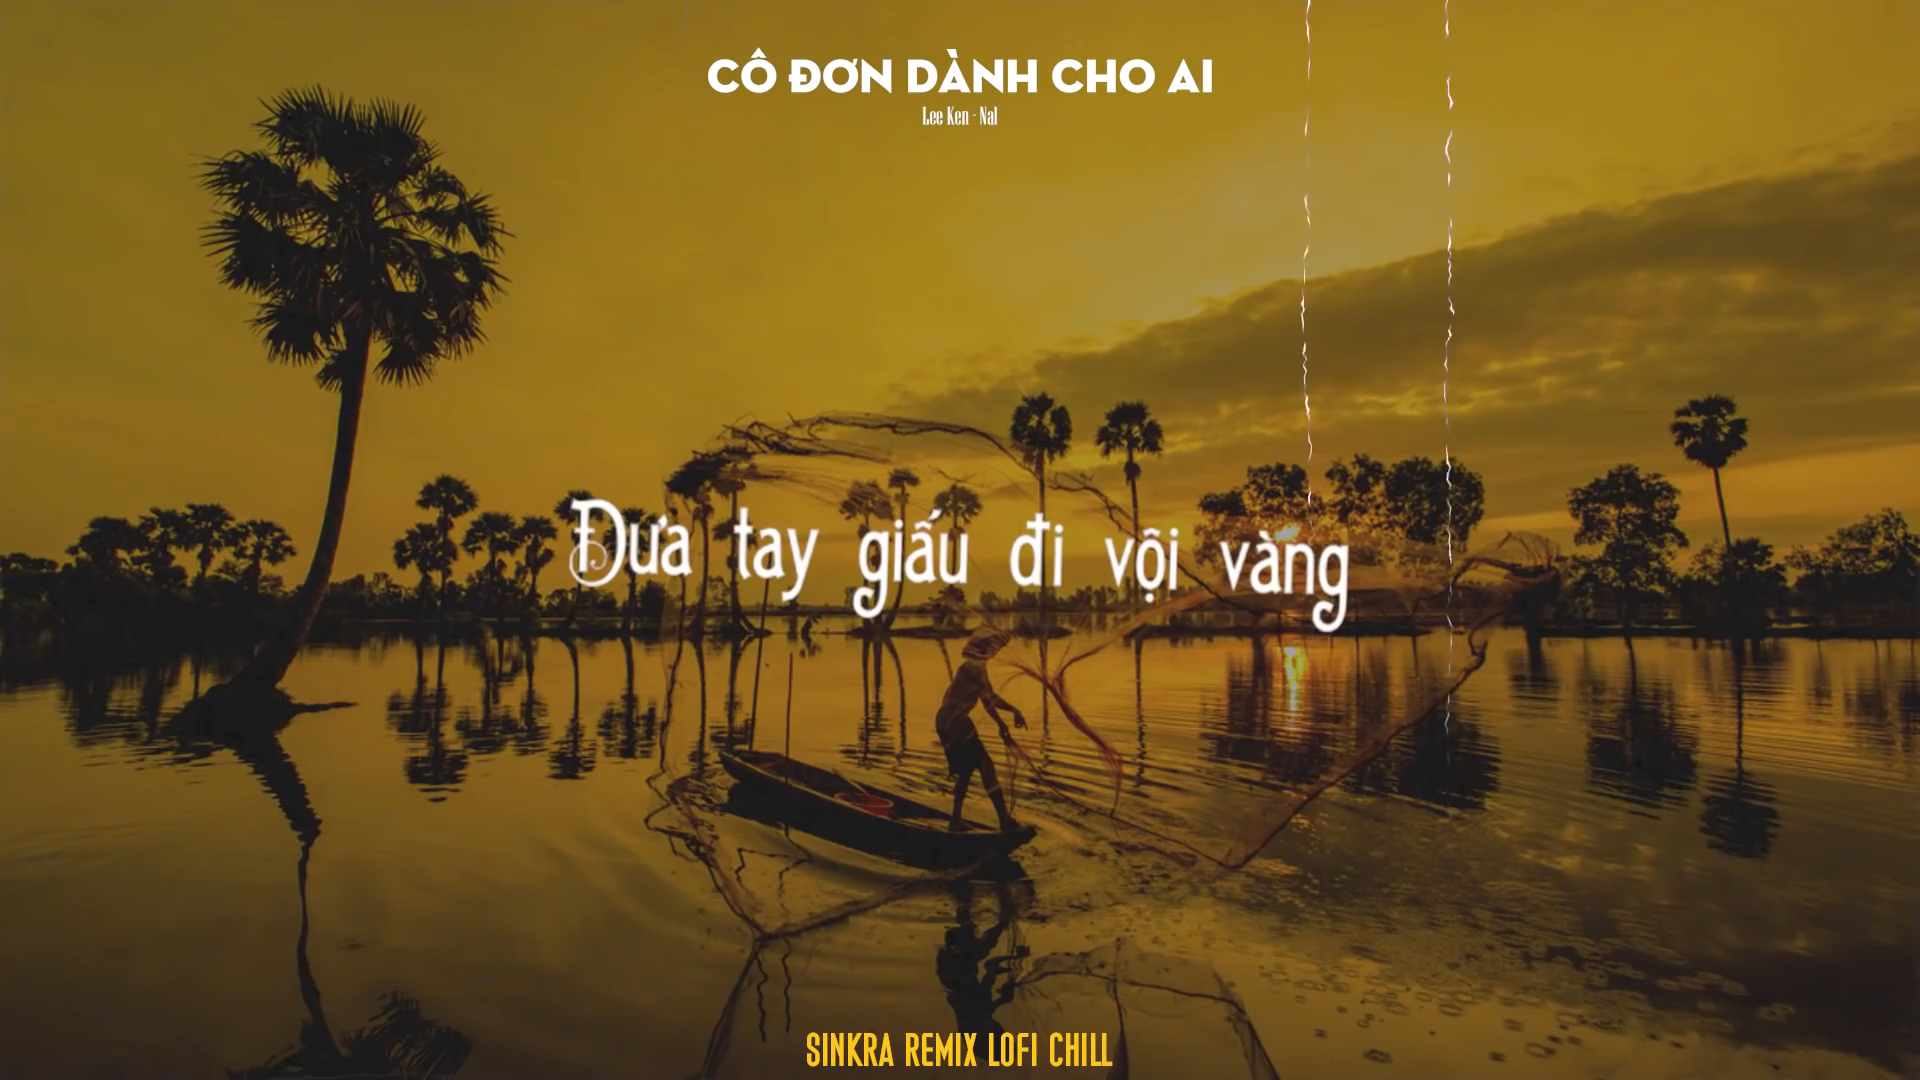 CÔ ĐƠN DÀNH CHO AI
Lee Ken - Nal
Đưa tay giấu đi vội vàng
SINKRA REMIX LOFI CHILL